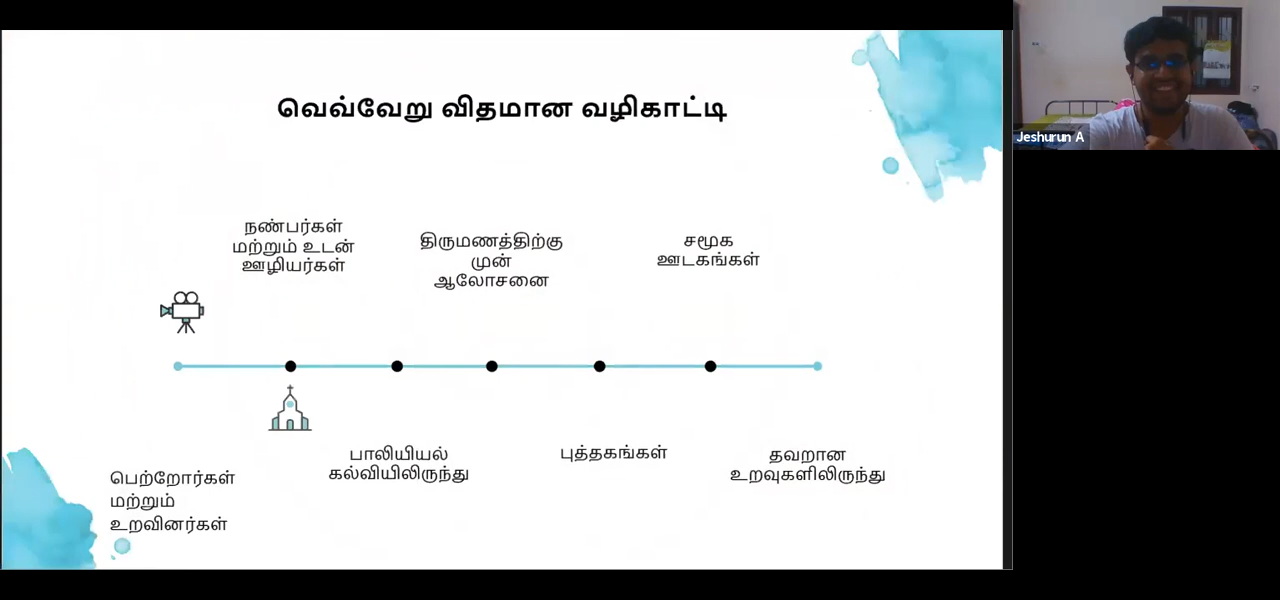 வெவ்வேறு விதமான வழிகாட்டி
நண்பர்கள்
மற்றும் உடன்
ஊழியர்கள்
திருமணத்திற்கு
முன்
ஆலோசனை
சமூக
ஊடகங்கள்
பெற்றோர்கள்
மற்றும்
உறவினர்கள்
பாலியியல்
கல்வியிலிருந்து
புத்தகங்கள்
தவறான
உறவுகளிலிருந்து
Jeshurun A